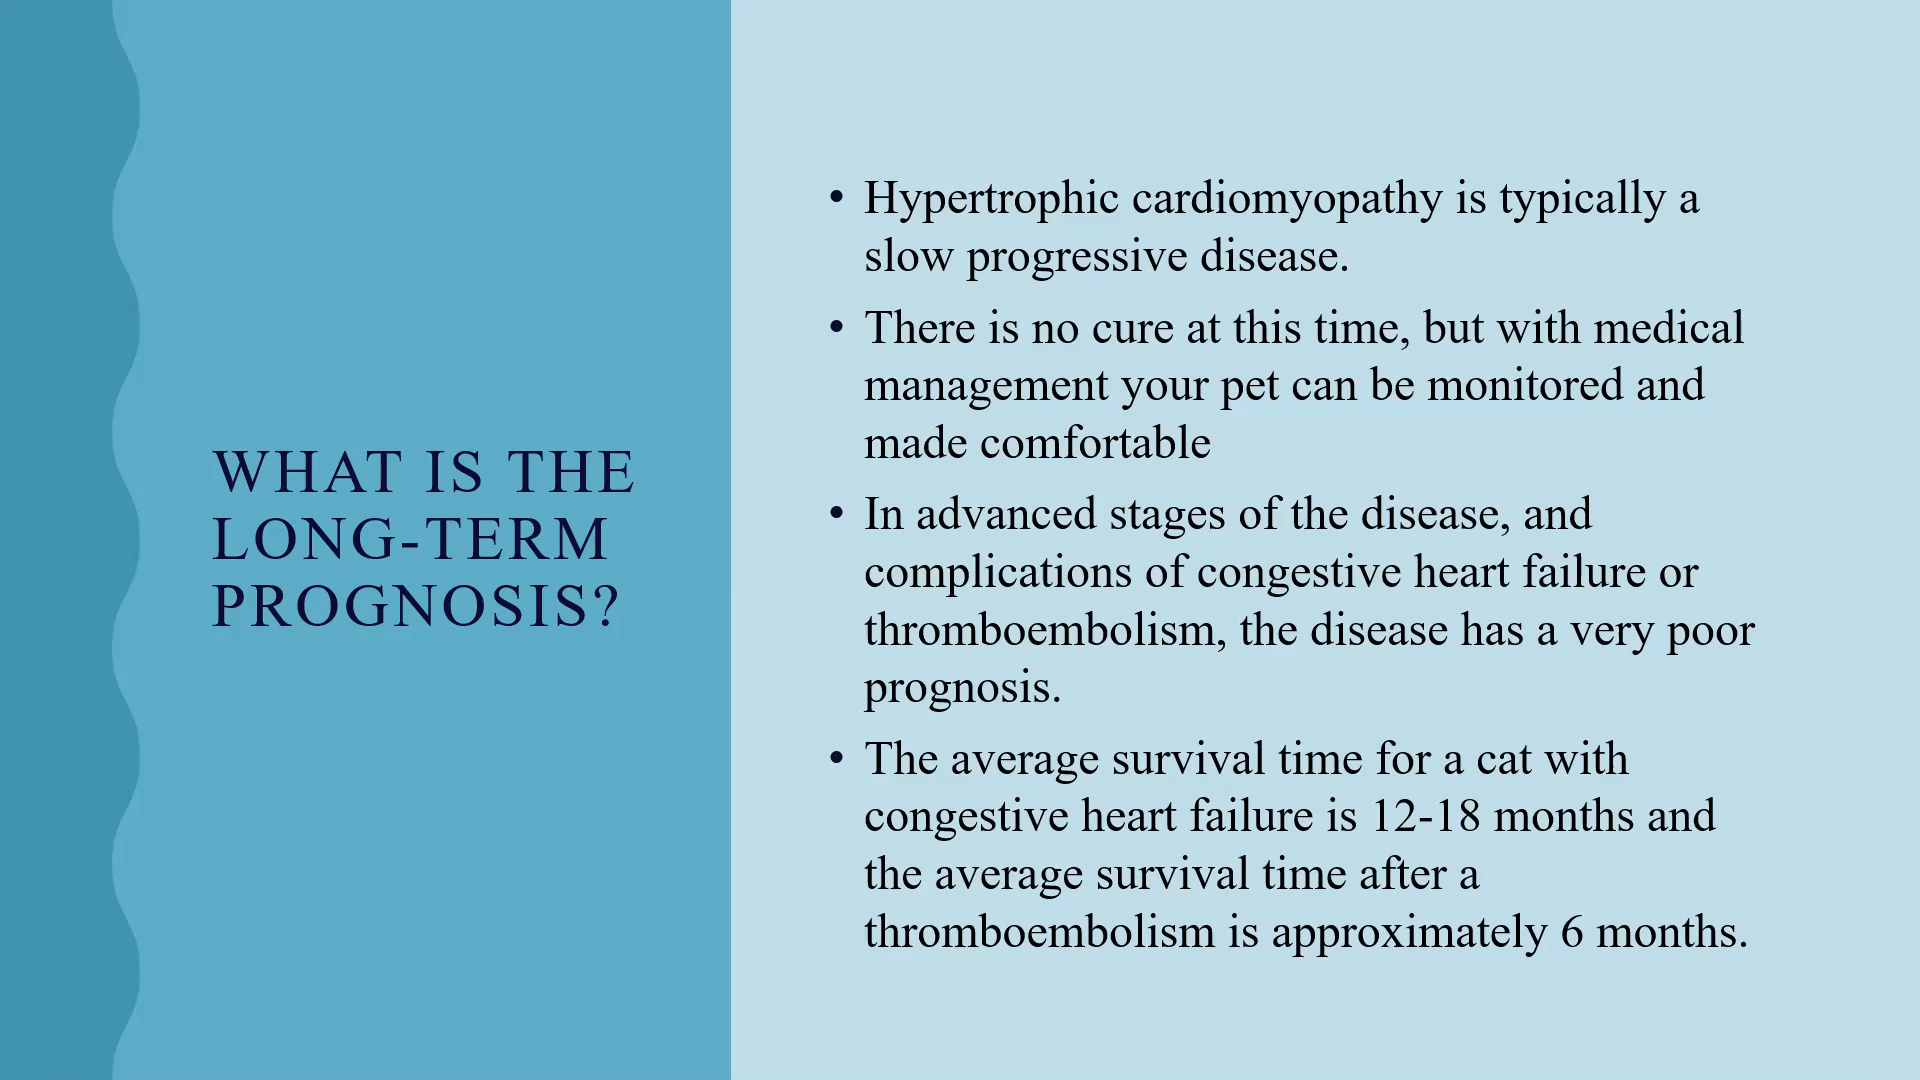 WHAT IS THE
LONG-TERM
PROGNOSIS?
• Hypertrophic cardiomyopathy is typically a
slow progressive disease.
• There is no cure at this time, but with medical
management your pet can be monitored and
made comfortable
• In advanced stages of the disease, and
complications of congestive heart failure or
thromboembolism, the disease has a very poor
prognosis.
• The average survival time for a cat with
congestive heart failure is 12-18 months and
the average survival time after a
thromboembolism is approximately 6 months.